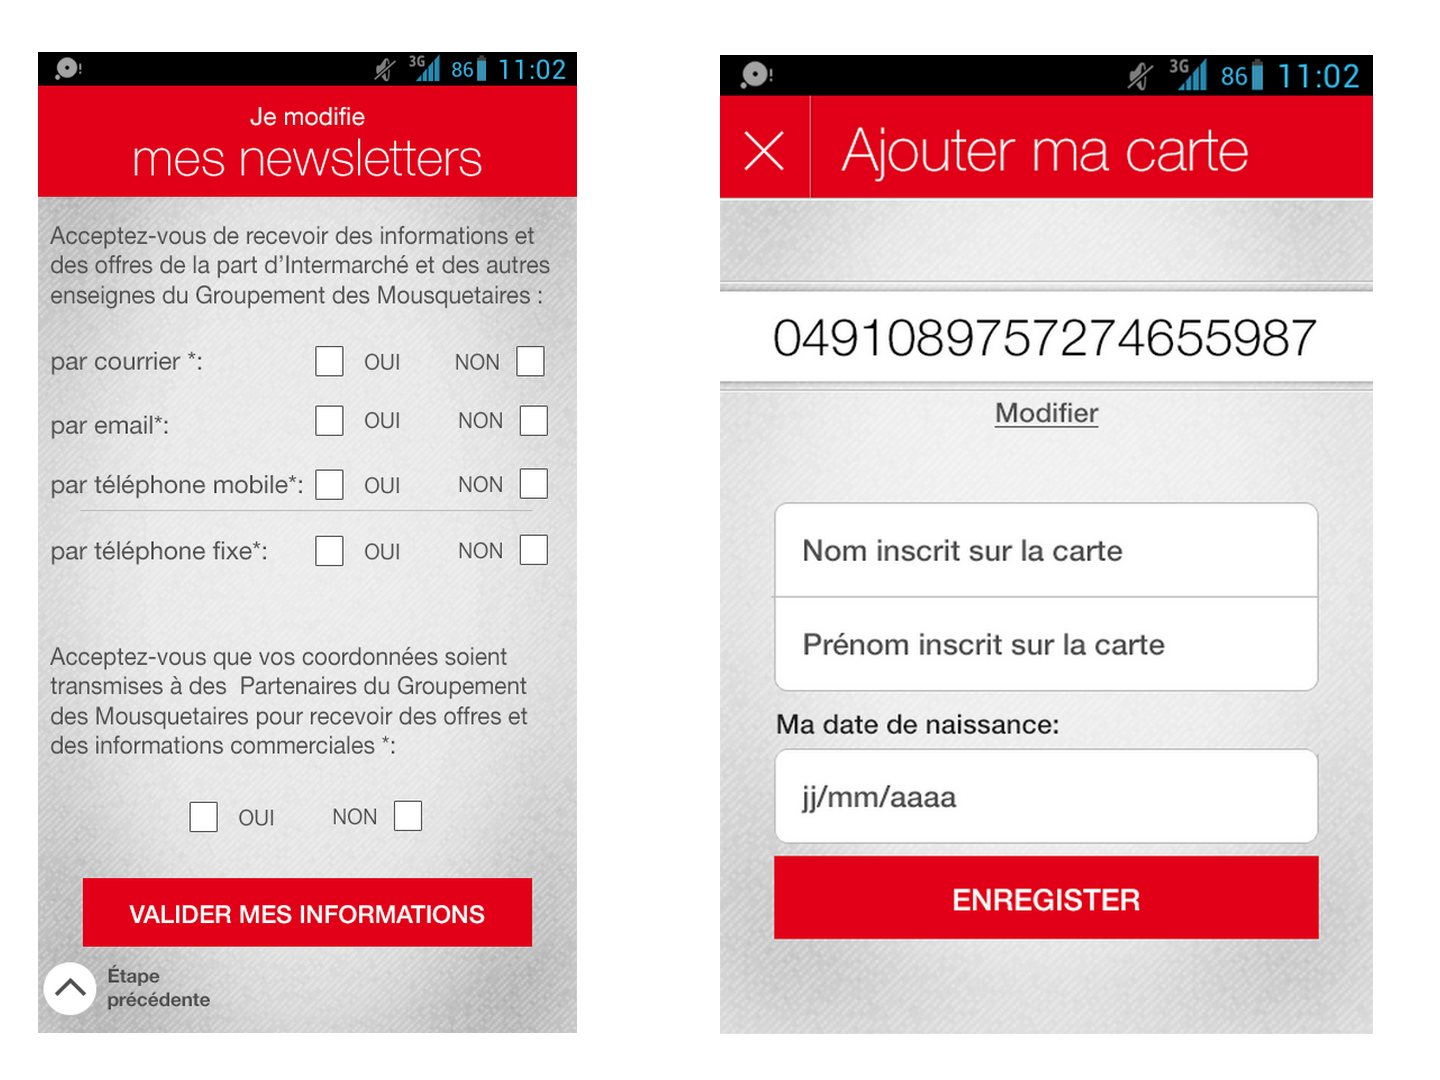 3G 86 11:02
Je modifie
mes newsletters
Acceptez-vous de recevoir des informations et
des offres de la part d’Intermarché et des autres
enseignes du Groupement des Mousquetaires :
par courrier *: OUI NON
par email*: OUI NON
par téléphone mobile*: OUI NON
par téléphone fixe*: OUI NON
Acceptez-vous que vos coordonnées soient
transmises à des Partenaires du Groupement
des Mousquetaires pour recevoir des offres et
des informations commerciales *:
OUI NON
VALIDER MES INFORMATIONS
Étape
précédente
3G 86 11:02
Ajouter ma carte
0491089757274655987
Modifier
Nom inscrit sur la carte
Prénom inscrit sur la carte
Ma date de naissance:
jj/mm/aaaa
ENREGISTER